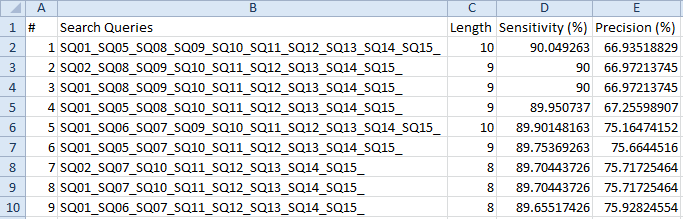 A B C D E
1 # Search Queries Length Sensitivity (%) Precision (%)
2 1 SQ01_SQ05_SQ08_SQ09_SQ10_SQ11_SQ12_SQ13_SQ14_SQ15_ 10 90.049263 66.93518829
3 2 SQ02_SQ08_SQ09_SQ10_SQ11_SQ12_SQ13_SQ14_SQ15_ 9 90 66.97213745
4 3 SQ01_SQ08_SQ09_SQ10_SQ11_SQ12_SQ13_SQ14_SQ15_ 9 90 66.97213745
5 4 SQ01_SQ05_SQ08_SQ10_SQ11_SQ12_SQ13_SQ14_SQ15_ 9 89.950737 67.25598907
6 5 SQ01_SQ06_SQ07_SQ09_SQ10_SQ11_SQ12_SQ13_SQ14_SQ15_ 10 89.90148163 75.16474152
7 6 SQ01_SQ05_SQ07_SQ10_SQ11_SQ12_SQ13_SQ14_SQ15_ 9 89.75369263 75.6644516
8 7 SQ02_SQ07_SQ10_SQ11_SQ12_SQ13_SQ14_SQ15_ 8 89.70443726 75.71725464
9 8 SQ01_SQ07_SQ10_SQ11_SQ12_SQ13_SQ14_SQ15_ 8 89.70443726 75.71725464
10 9 SQ01_SQ06_SQ07_SQ11_SQ12_SQ13_SQ14_SQ15_ 8 89.65517426 75.92824554